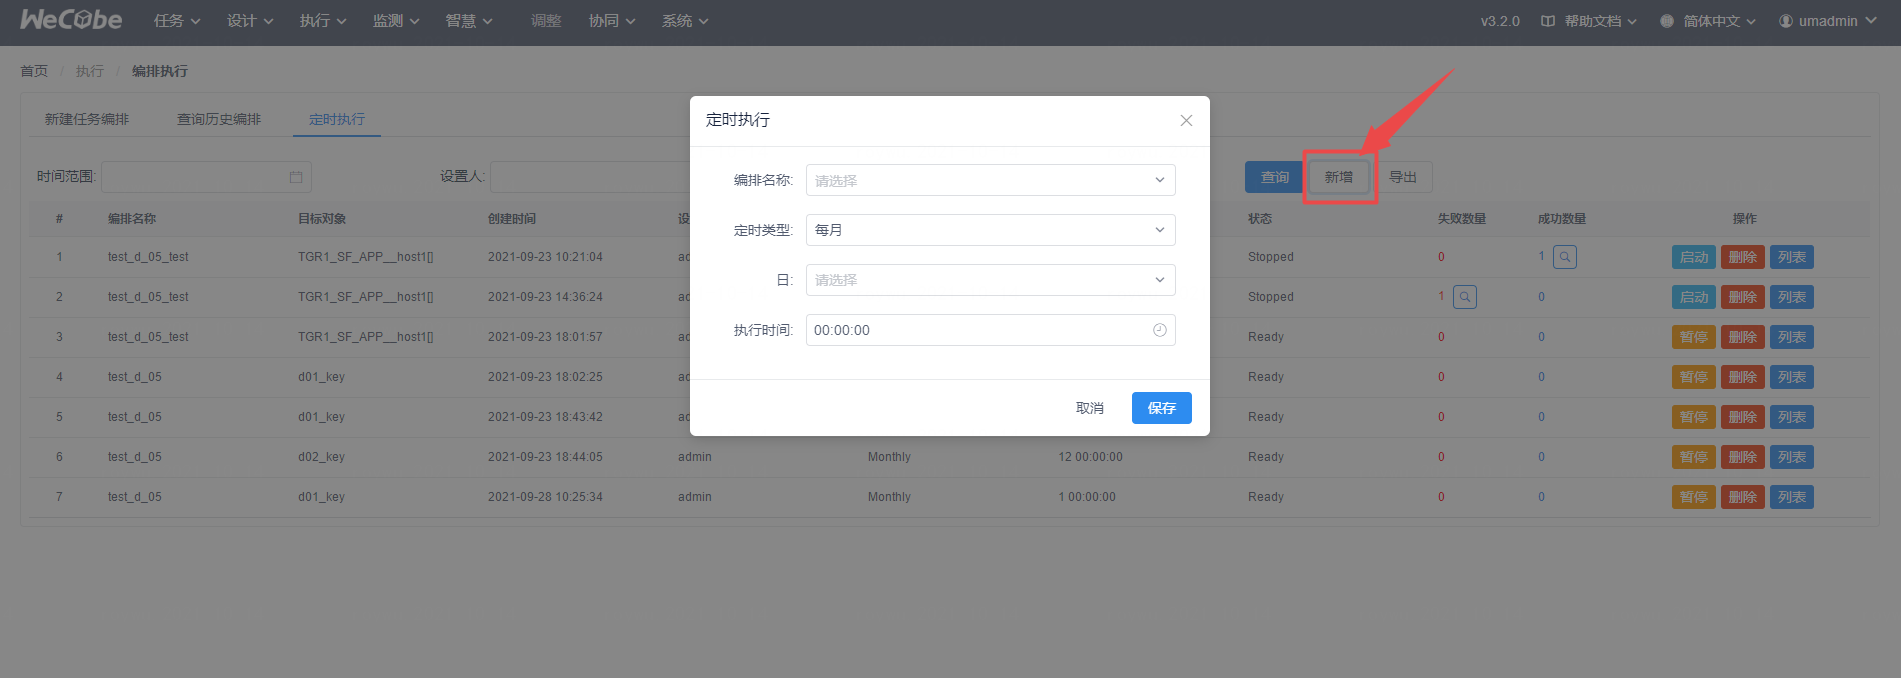 WeCube 任务 设计 执行 监测 智慧 调整 协同 系统 v3.2.0 帮助文档 简体中文 umadmin
首页 / 执行 / 编排执行
新建任务编排 查询历史编排 定时执行
时间范围: 设置人: 查询 新增 导出
# 编排名称 目标对象 创建时间 设 状态 失败数量 成功数量 操作
1 test_d_05_test TGR1_SF_APP__host1[] 2021-09-23 10:21:04 ad Stopped 0 1 启动 删除 列表
2 test_d_05_test TGR1_SF_APP__host1[] 2021-09-23 14:36:24 ad Stopped 1 0 启动 删除 列表
3 test_d_05_test TGR1_SF_APP__host1[] 2021-09-23 18:01:57 ad Ready 0 0 暂停 删除 列表
4 test_d_05 d01_key 2021-09-23 18:02:25 ad Ready 0 0 暂停 删除 列表
5 test_d_05 d01_key 2021-09-23 18:43:42 ad Ready 0 0 暂停 删除 列表
6 test_d_05 d02_key 2021-09-23 18:44:05 admin Monthly 12 00:00:00 Ready 0 0 暂停 删除 列表
7 test_d_05 d01_key 2021-09-28 10:25:34 admin Monthly 1 00:00:00 Ready 0 0 暂停 删除 列表
定时执行
编排名称: 请选择
定时类型: 每月
日: 请选择
执行时间: 00:00:00
取消 保存